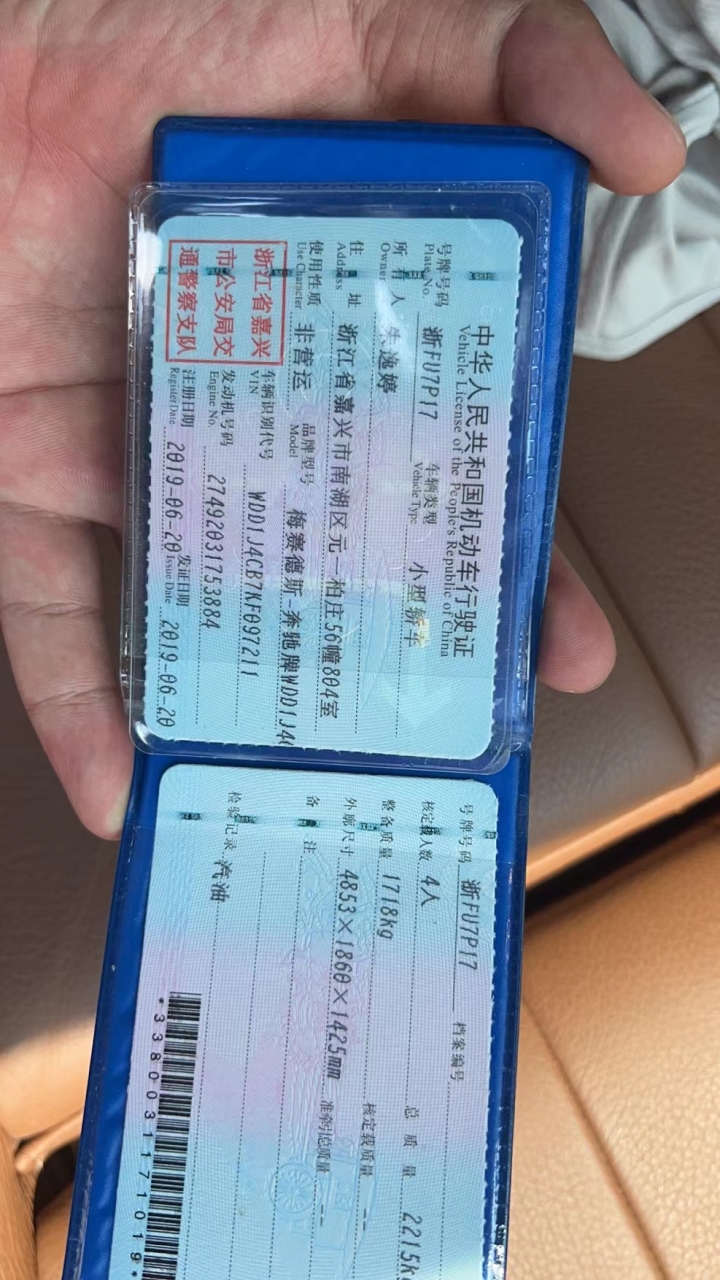 中华人民共和国机动车行驶证
Vehicle License of the People's Republic of China
号牌号码 浙FU7P17 车辆类型 小型轿车
Plate No. Vehicle Type
所有人 朱逸婷
Owner
住址 浙江省嘉兴市南湖区元一柏庄56幢804室
Address
使用性质 非营运 品牌型号 梅赛德斯-奔驰牌WDD1J4
Use Character Model
浙江省嘉兴
市公安局交
通警察支队
车辆识别代号 WDD1J4CB7KF097211
VIN
发动机号码 27492031753884
Engine No.
注册日期 2019-06-20 发证日期 2019-06-20
Register Date Issue Date
号牌号码 浙FU7P17 档案编号
核定载人数 4人 总质量 2215kg
整备质量 1718kg 核定载质量 --
外廓尺寸 4853×1860×1425mm 准牵引总质量 --
备注
检验记录 汽油
*3380031171019*